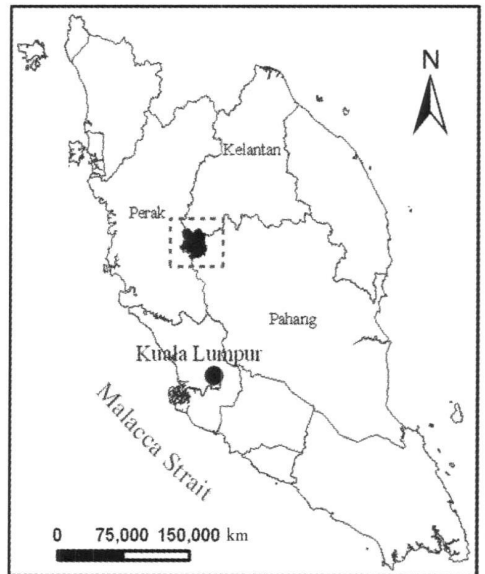 N
Kelantan
Perak
Pahang
Kuala Lumpur
Malacca Strait
0 75,000 150,000 km